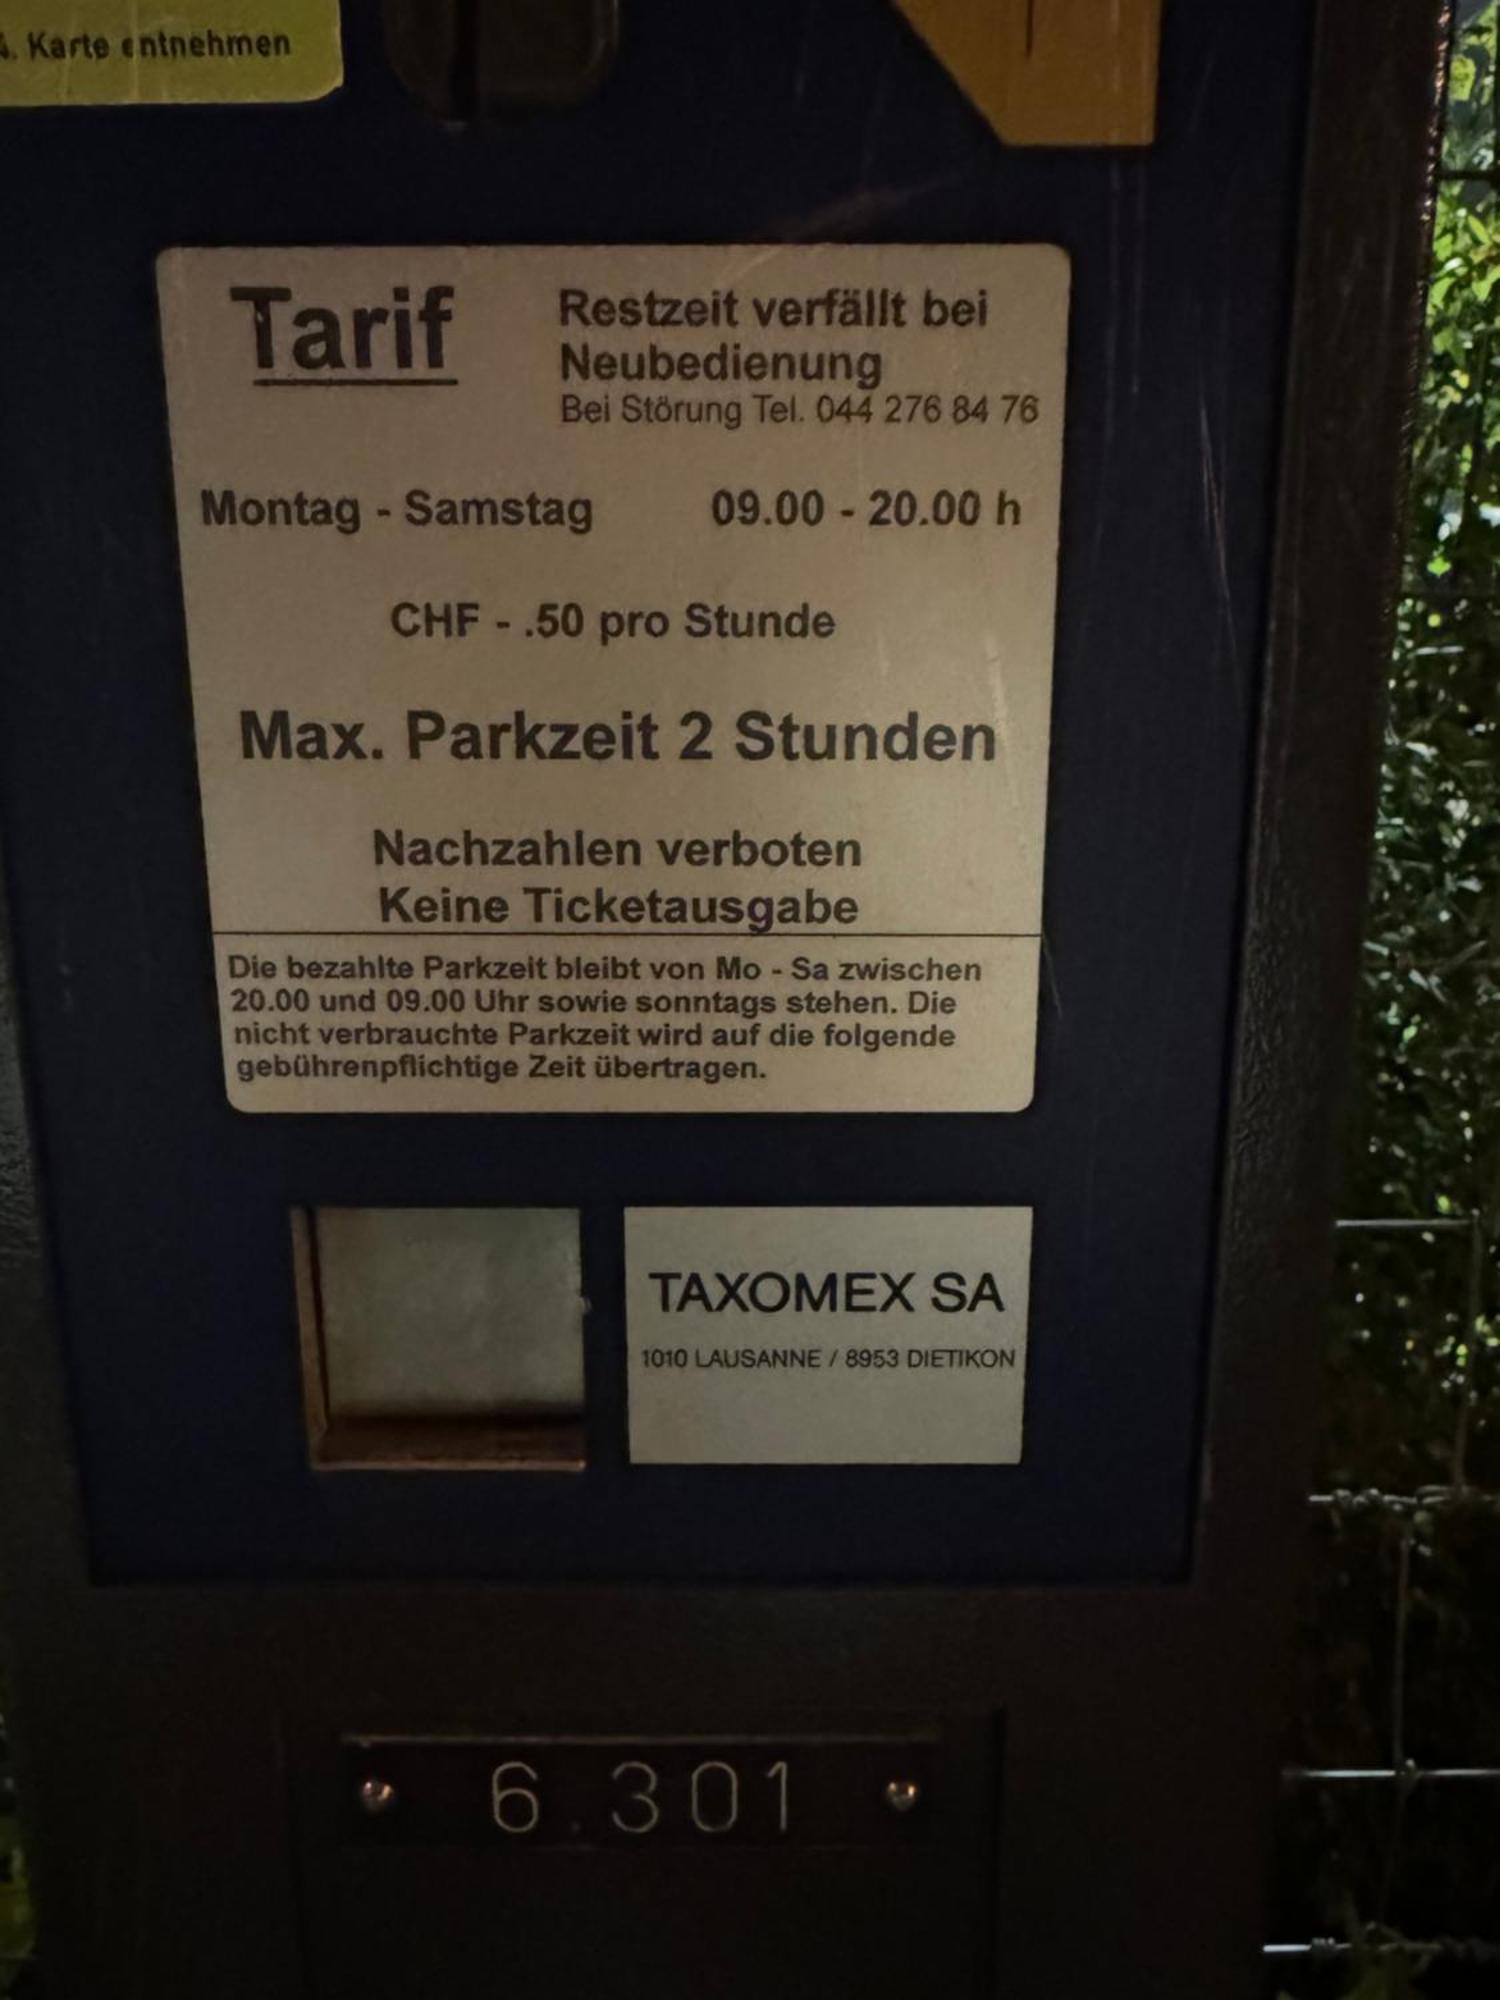 . Karte entnehmen
Tarif
Restzeit verfällt bei
Neubedienung
Bei Störung Tel. 044 276 84 76
Montag - Samstag 09.00 - 20.00 h
CHF - .50 pro Stunde
Max. Parkzeit 2 Stunden
Nachzahlen verboten
Keine Ticketausgabe
Die bezahlte Parkzeit bleibt von Mo - Sa zwischen
20.00 und 09.00 Uhr sowie sonntags stehen. Die
nicht verbrauchte Parkzeit wird auf die folgende
gebührenpflichtige Zeit übertragen.
TAXOMEX SA
1010 LAUSANNE / 8953 DIETIKON
6.301